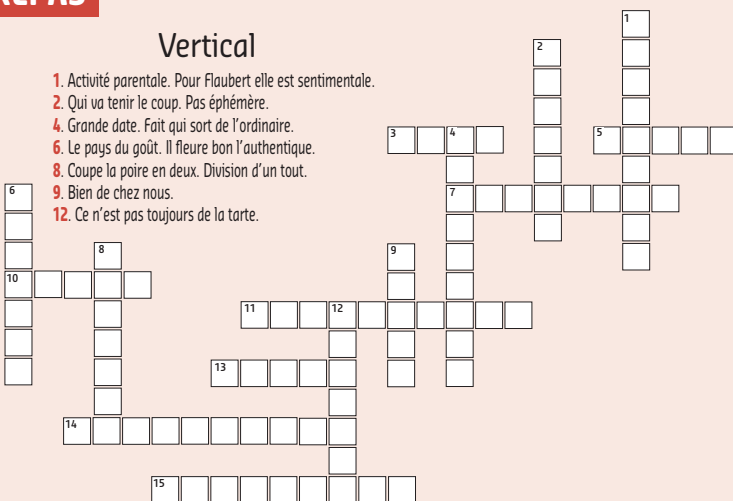 Vertical
1. Activité parentale. Pour Flaubert elle est sentimentale.
2. Qui va tenir le coup. Pas éphémère.
4. Grande date. Fait qui sort de l'ordinaire.
6. Le pays du goût. Il fleure bon l'authentique.
8. Coupe la poire en deux. Division d'un tout.
9. Bien de chez nous.
12. Ce n'est pas toujours de la tarte.
1
2
3
4
5
6
7
8
9
10
11
12
13
14
15